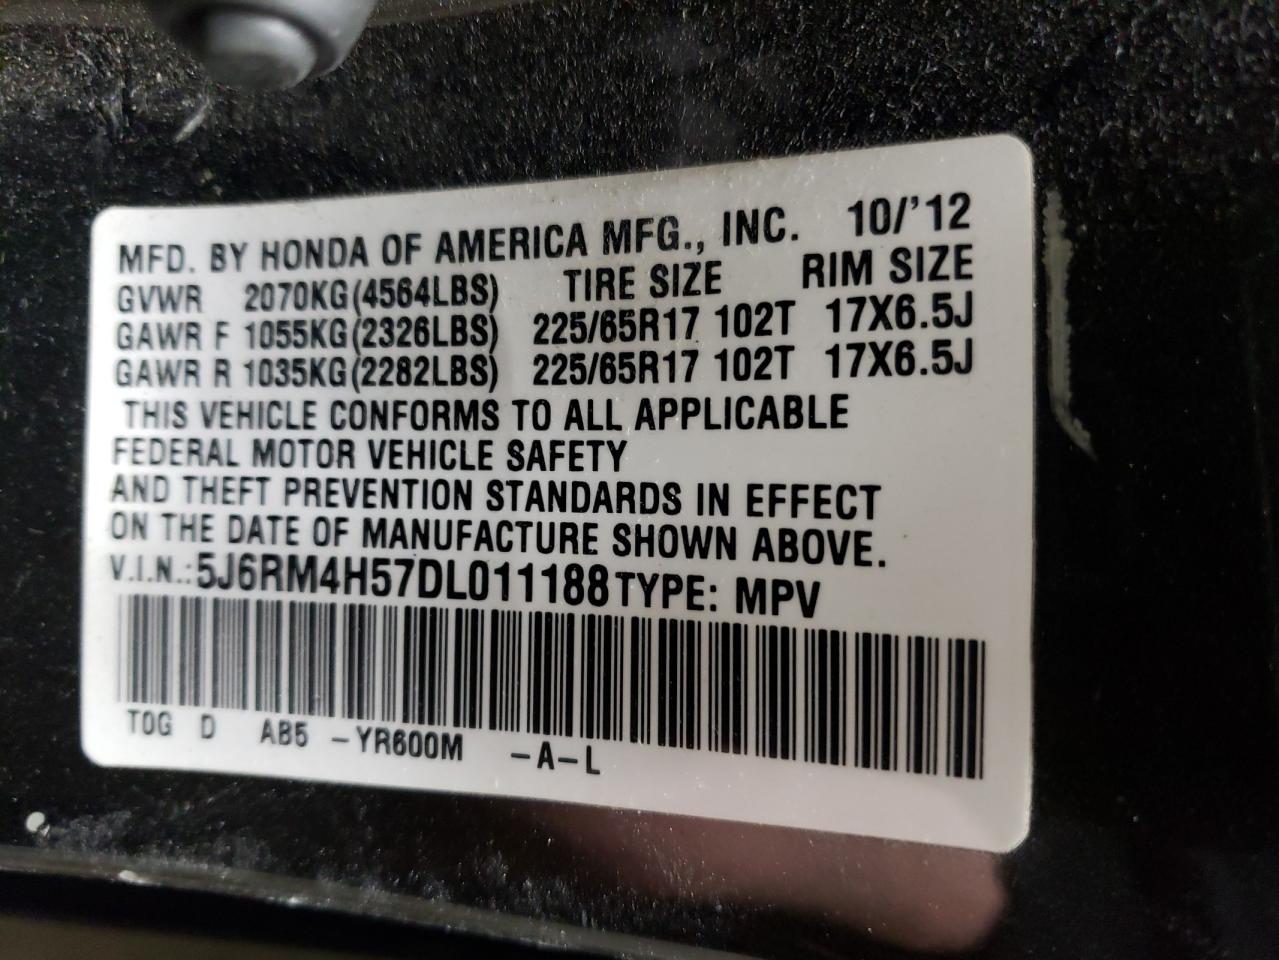 MFD. BY HONDA OF AMERICA MFG., INC. 10/'12
GVWR 2070KG(4564LBS) TIRE SIZE RIM SIZE
GAWR F 1055KG(2326LBS) 225/65R17 102T 17X6.5J
GAWR R 1035KG(2282LBS) 225/65R17 102T 17X6.5J
THIS VEHICLE CONFORMS TO ALL APPLICABLE
FEDERAL MOTOR VEHICLE SAFETY
AND THEFT PREVENTION STANDARDS IN EFFECT
ON THE DATE OF MANUFACTURE SHOWN ABOVE.
V.I.N.:5J6RM4H57DL011188 TYPE: MPV
T0G D AB5 -YR600M -A-L